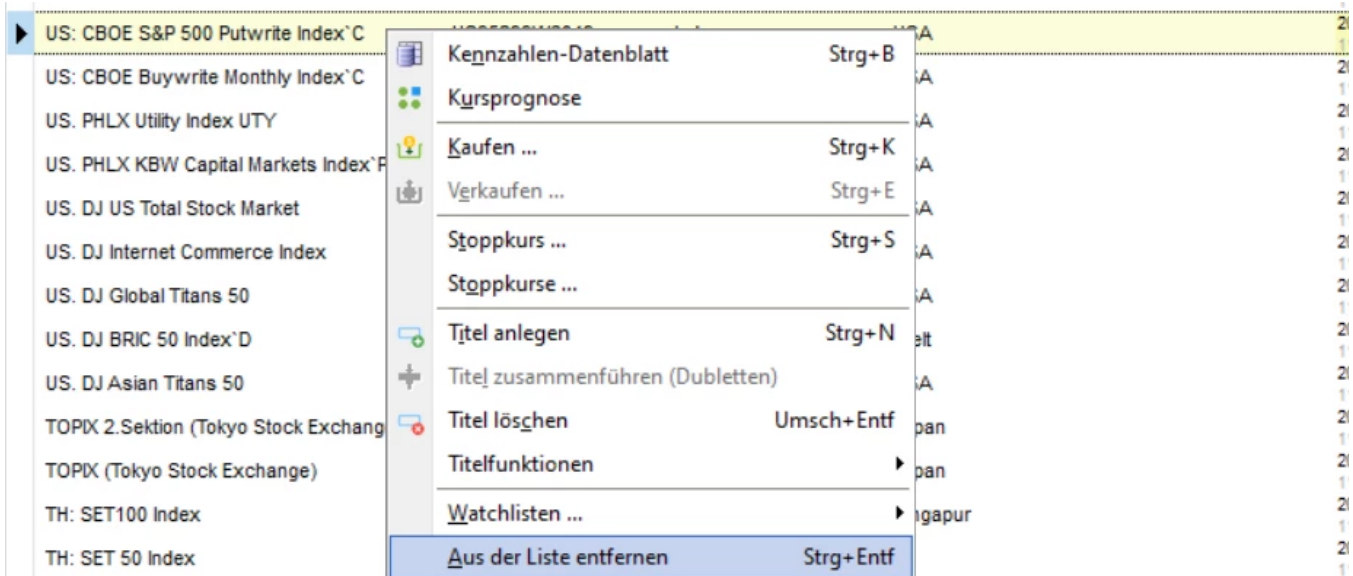 US: CBOE S&P 500 Putwrite Index`C
Kennzahlen-Datenblatt Strg+B
US: CBOE Buywrite Monthly Index`C
Kursprognose
US. PHLX Utility Index UTY
Kaufen ... Strg+K
US. PHLX KBW Capital Markets Index`P
Verkaufen ... Strg+E
US. DJ US Total Stock Market
Stoppkurs ... Strg+S
US. DJ Internet Commerce Index
Stoppkurse ...
US. DJ Global Titans 50
Titel anlegen Strg+N
US. DJ BRIC 50 Index`D
Titel zusammenführen (Dubletten)
US. DJ Asian Titans 50
Titel löschen Umsch+Entf
TOPIX 2.Sektion (Tokyo Stock Exchang
pan
Titelfunktionen
TOPIX (Tokyo Stock Exchange)
pan
Watchlisten ...
TH: SET100 Index
ngapur
Aus der Liste entfernen Strg+Entf
TH: SET 50 Index